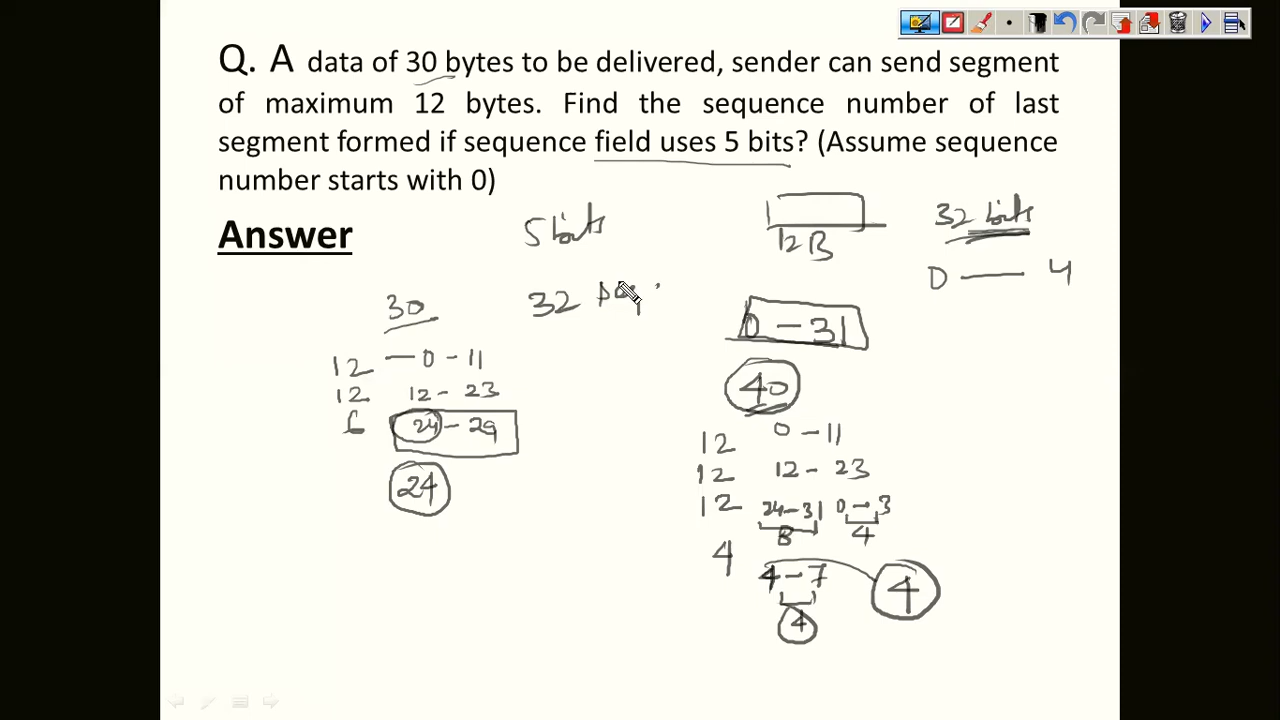 Q. A data of 30 bytes to be delivered, sender can send segment
of maximum 12 bytes. Find the sequence number of last
segment formed if sequence field uses 5 bits? (Assume sequence
number starts with 0)
Answer
5 bits
12 B
32 bits
0 — 4
30
32 seq
0 - 31
12 — 0 - 11
12 12 - 23
6 24 - 29
24
40
12 0 - 11
12 12 - 23
12 24 - 31 0 - 3
8 4
4 4 - 7
4
4